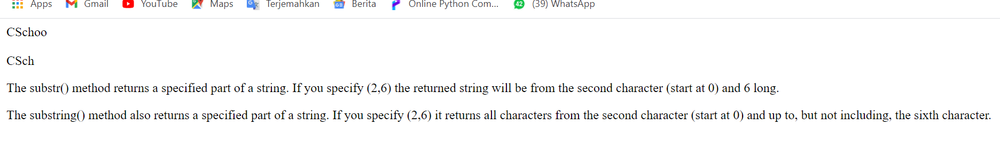 Apps Gmail YouTube Maps Terjemahkan Berita Online Python Com... 42 (39) WhatsApp
CSchoo
CSch
The substr() method returns a specified part of a string. If you specify (2,6) the returned string will be from the second character (start at 0) and 6 long.
The substring() method also returns a specified part of a string. If you specify (2,6) it returns all characters from the second character (start at 0) and up to, but not including, the sixth character.